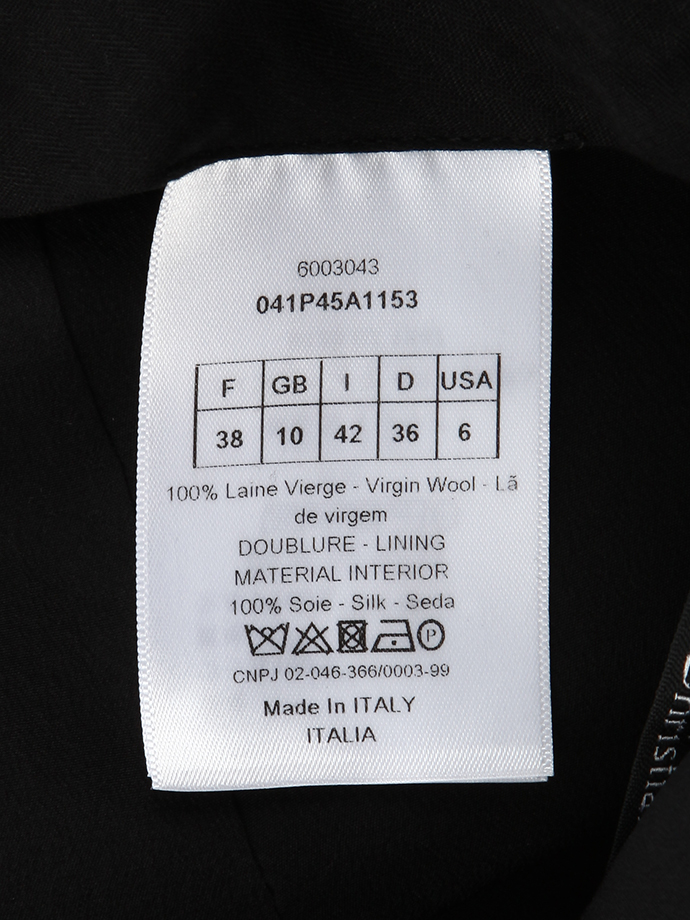 6003043
041P45A1153
F GB I D USA
38 10 42 36 6
100% Laine Vierge - Virgin Wool - Lã
de virgem
DOUBLURE - LINING
MATERIAL INTERIOR
100% Soie - Silk - Seda
P
CNPJ 02-046-366/0003-99
Made In ITALY
ITALIA